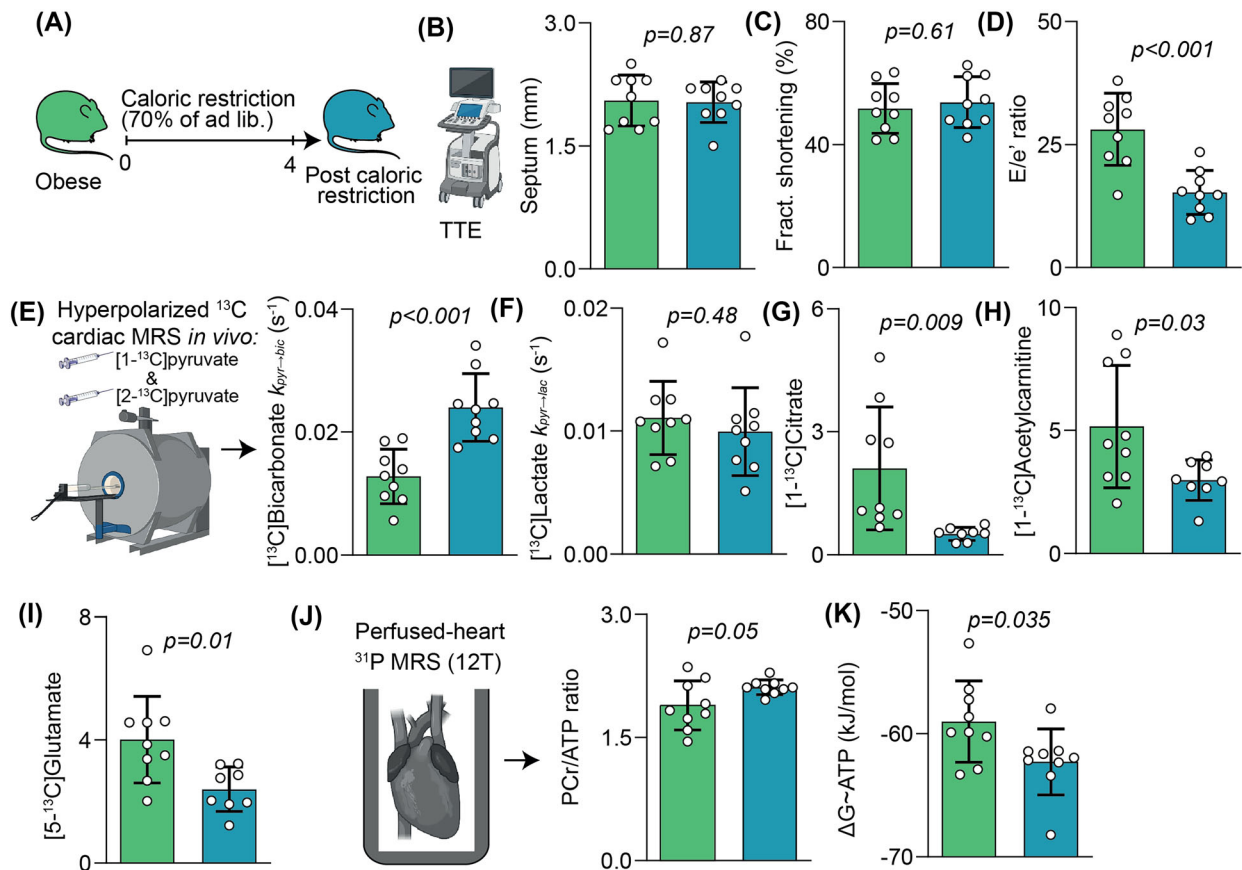 (A)
Caloric restriction
(70% of ad lib.)
0
4
Obese
Post caloric
restriction
(B)
TTE
Septum (mm)
3.0
1.5
0.0
p=0.87
(C)
Fract. shortening (%)
80
40
0
p=0.61
(D)
E/e' ratio
50
25
0
p<0.001
(E)
Hyperpolarized ¹³C
cardiac MRS in vivo:
[1-¹³C]pyruvate
&
[2-¹³C]pyruvate
[¹³C]Bicarbonate kpyr→bic (s⁻¹)
0.04
0.02
0.00
p<0.001
(F)
[¹³C]Lactate kpyr→lac (s⁻¹)
0.02
0.01
0.00
p=0.48
(G)
[1-¹³C]Citrate
6
3
0
p=0.009
(H)
[1-¹³C]Acetylcarnitine
10
5
0
p=0.03
(I)
[5-¹³C]Glutamate
8
4
0
p=0.01
(J)
Perfused-heart
³¹P MRS (12T)
PCr/ATP ratio
3.0
1.5
0.0
p=0.05
(K)
ΔG~ATP (kJ/mol)
-50
-60
-70
p=0.035